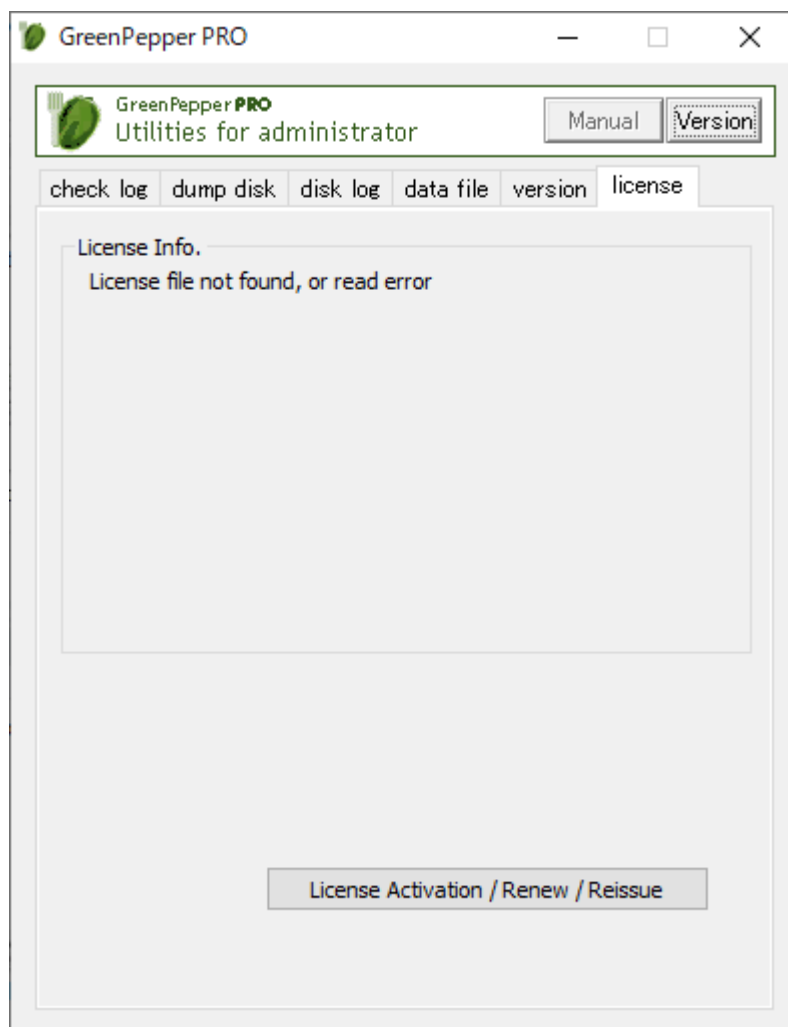 GreenPepper PRO
GreenPepper PRO
Utilities for administrator
Manual
Version
check log
dump disk
disk log
data file
version
license
License Info.
License file not found, or read error
License Activation / Renew / Reissue